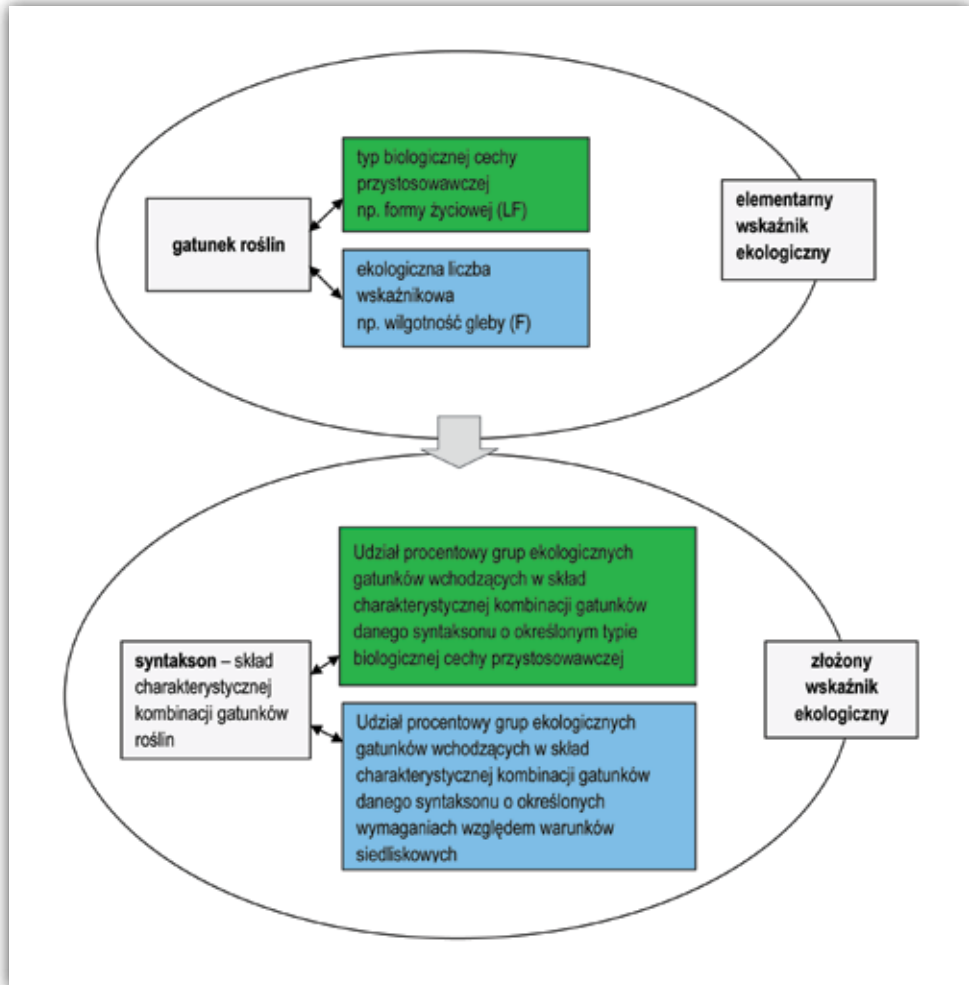 typ biologicznej cechy
przystosowawczej
np. formy życiowej (LF)
gatunek roślin
ekologiczna liczba
wskaźnikowa
np. wilgotność gleby (F)
elementarny
wskaźnik
ekologiczny
Udział procentowy grup ekologicznych
gatunków wchodzących w skład
charakterystycznej kombinacji gatunków
danego syntaksonu o określonym typie
biologicznej cechy przystosowawczej
syntakson – skład
charakterystycznej
kombinacji gatunków
roślin
Udział procentowy grup ekologicznych
gatunków wchodzących w skład
charakterystycznej kombinacji gatunków
danego syntaksonu o określonych
wymaganiach względem warunków
siedliskowych
złożony
wskaźnik
ekologiczny